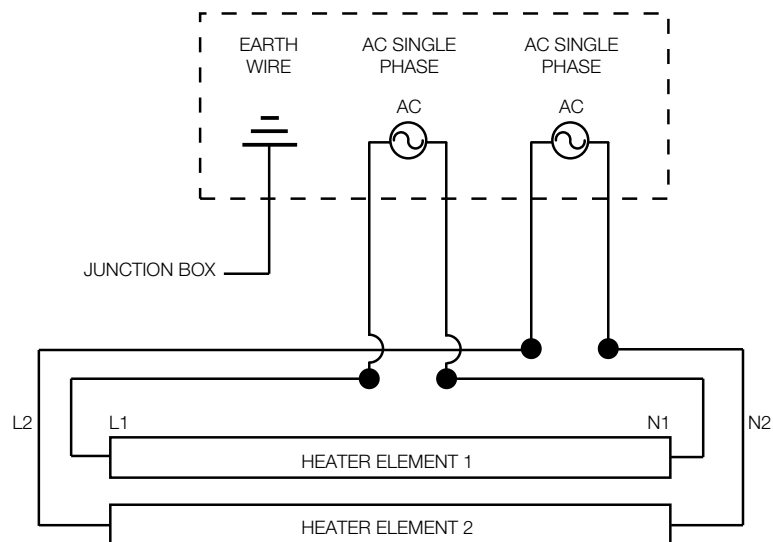 EARTH
WIRE
AC SINGLE
PHASE
AC SINGLE
PHASE
AC
AC
JUNCTION BOX
L2
L1
N1
N2
HEATER ELEMENT 1
HEATER ELEMENT 2